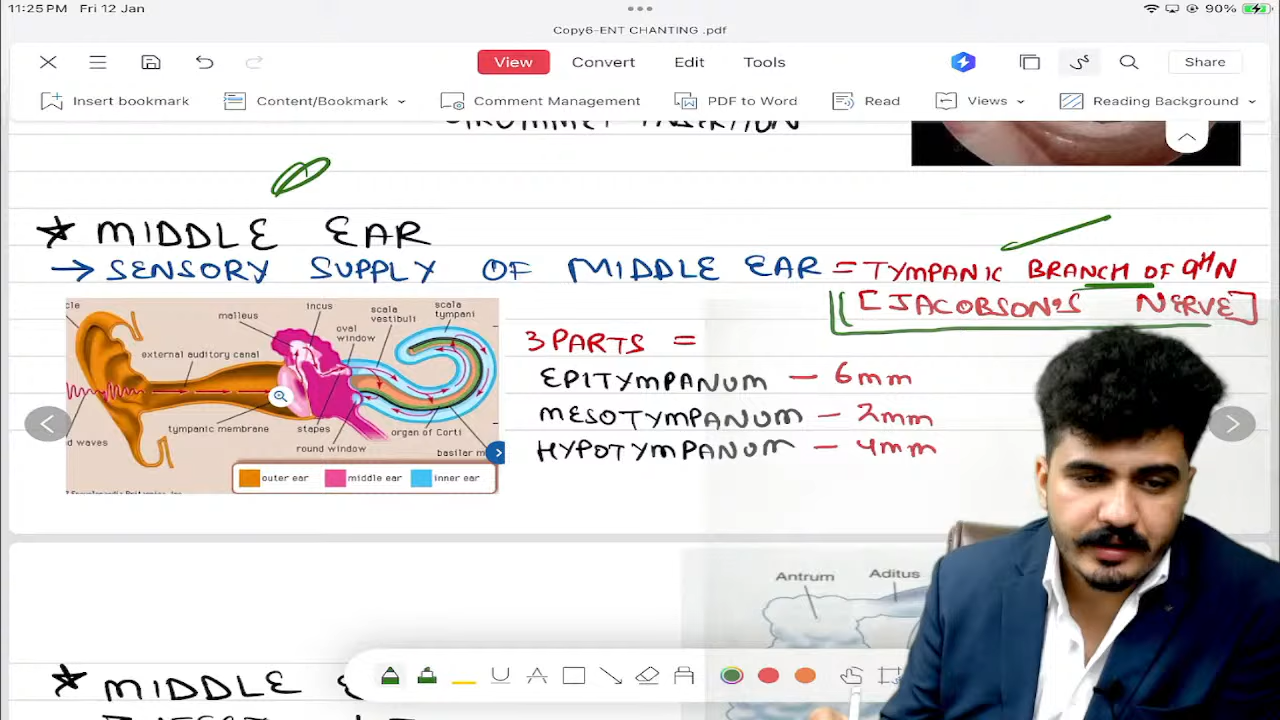 11:25 PM Fri 12 Jan
90%
Copy6-ENT CHANTING .pdf
View Convert Edit Tools Share
Insert bookmark Content/Bookmark Comment Management PDF to Word Read Views Reading Background
INSERTION
★ MIDDLE EAR
→ SENSORY SUPPLY OF MIDDLE EAR = TYMPANIC BRANCH OF 9thN
[JACOBSON'S NERVE]
3 PARTS =
EPITYMPANUM — 6mm
MESOTYMPANUM — 2mm
HYPOTYMPANUM — 4mm
malleus
incus
oval window
scala vestibuli
scala tympani
external auditory canal
tympanic membrane
stapes
round window
organ of Corti
basilar m
d waves
outer ear middle ear inner ear
Antrum Aditus
★ MIDDLE